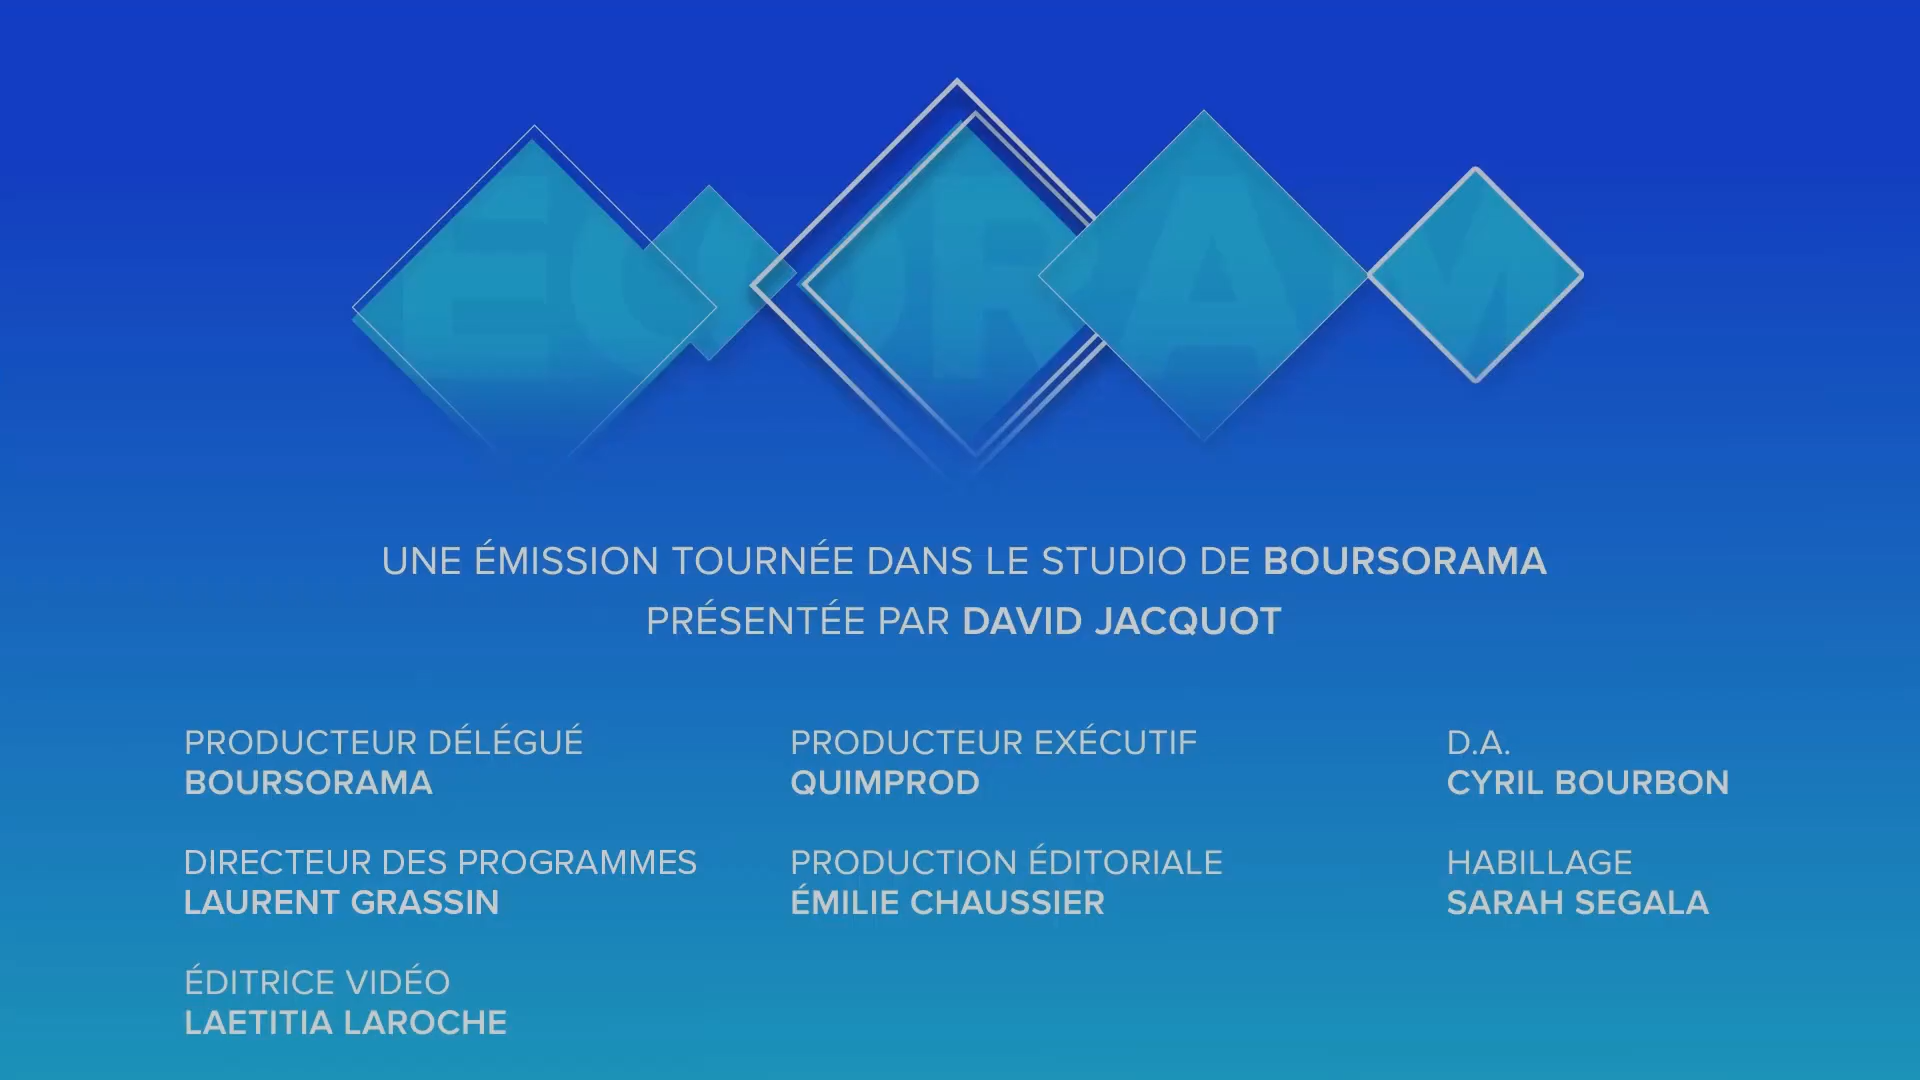 ECORAM
UNE ÉMISSION TOURNÉE DANS LE STUDIO DE BOURSORAMA
PRÉSENTÉE PAR DAVID JACQUOT
PRODUCTEUR DÉLÉGUÉ
BOURSORAMA
DIRECTEUR DES PROGRAMMES
LAURENT GRASSIN
ÉDITRICE VIDÉO
LAETITIA LAROCHE
PRODUCTEUR EXÉCUTIF
QUIMPROD
PRODUCTION ÉDITORIALE
ÉMILIE CHAUSSIER
D.A.
CYRIL BOURBON
HABILLAGE
SARAH SEGALA